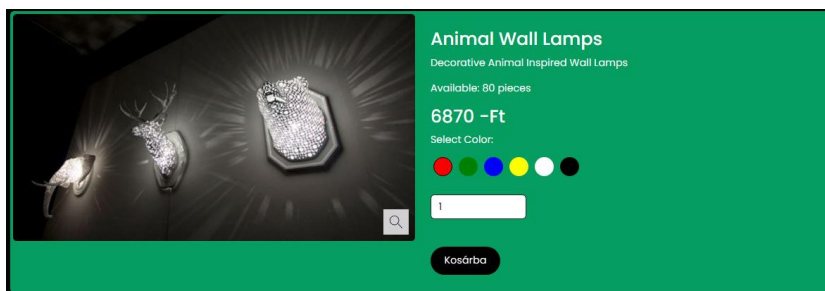 Animal Wall Lamps
Decorative Animal Inspired Wall Lamps
Available: 80 pieces
6870 -Ft
Select Color:
1
Kosárba